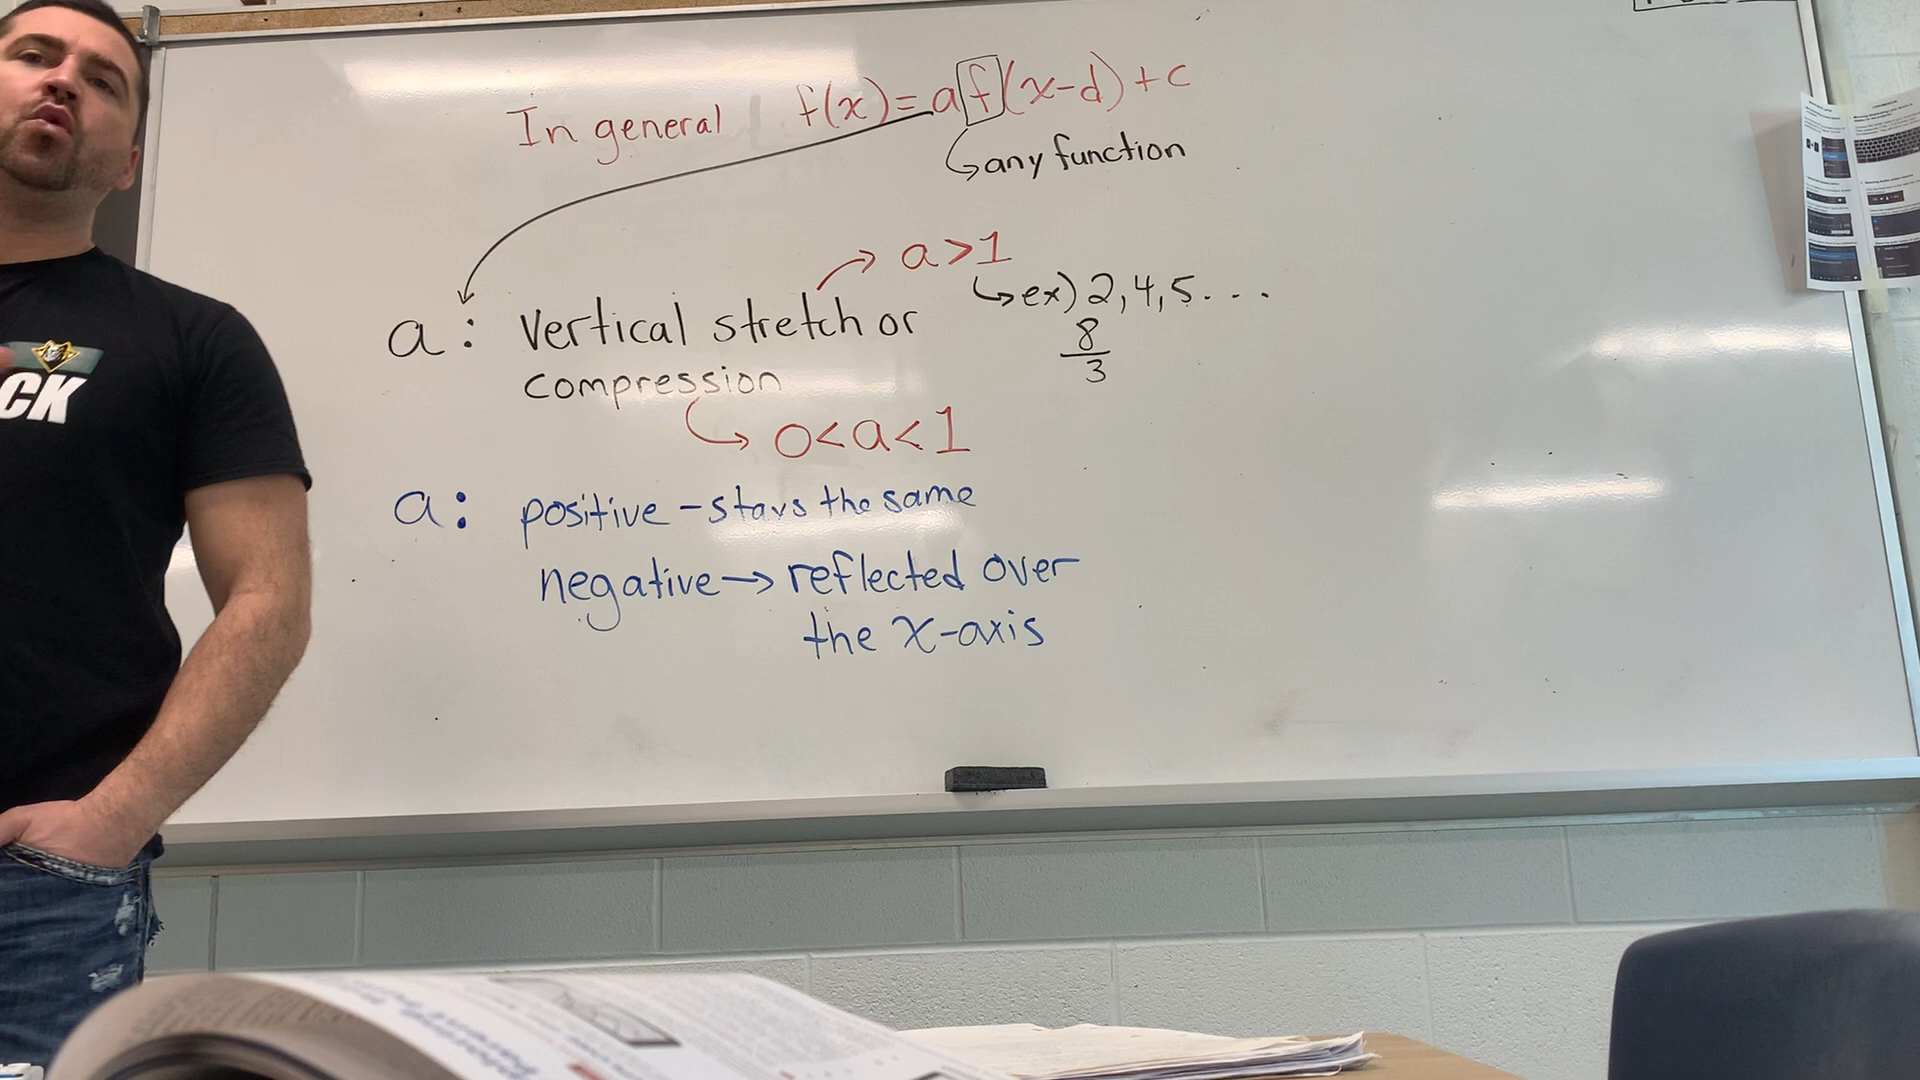 In general f(x)=af(x-d)+c
any function
a>1
ex) 2,4,5...
8
3
a: Vertical stretch or
compression
0<a<1
a: positive - stays the same
negative → reflected over
the x-axis
CK